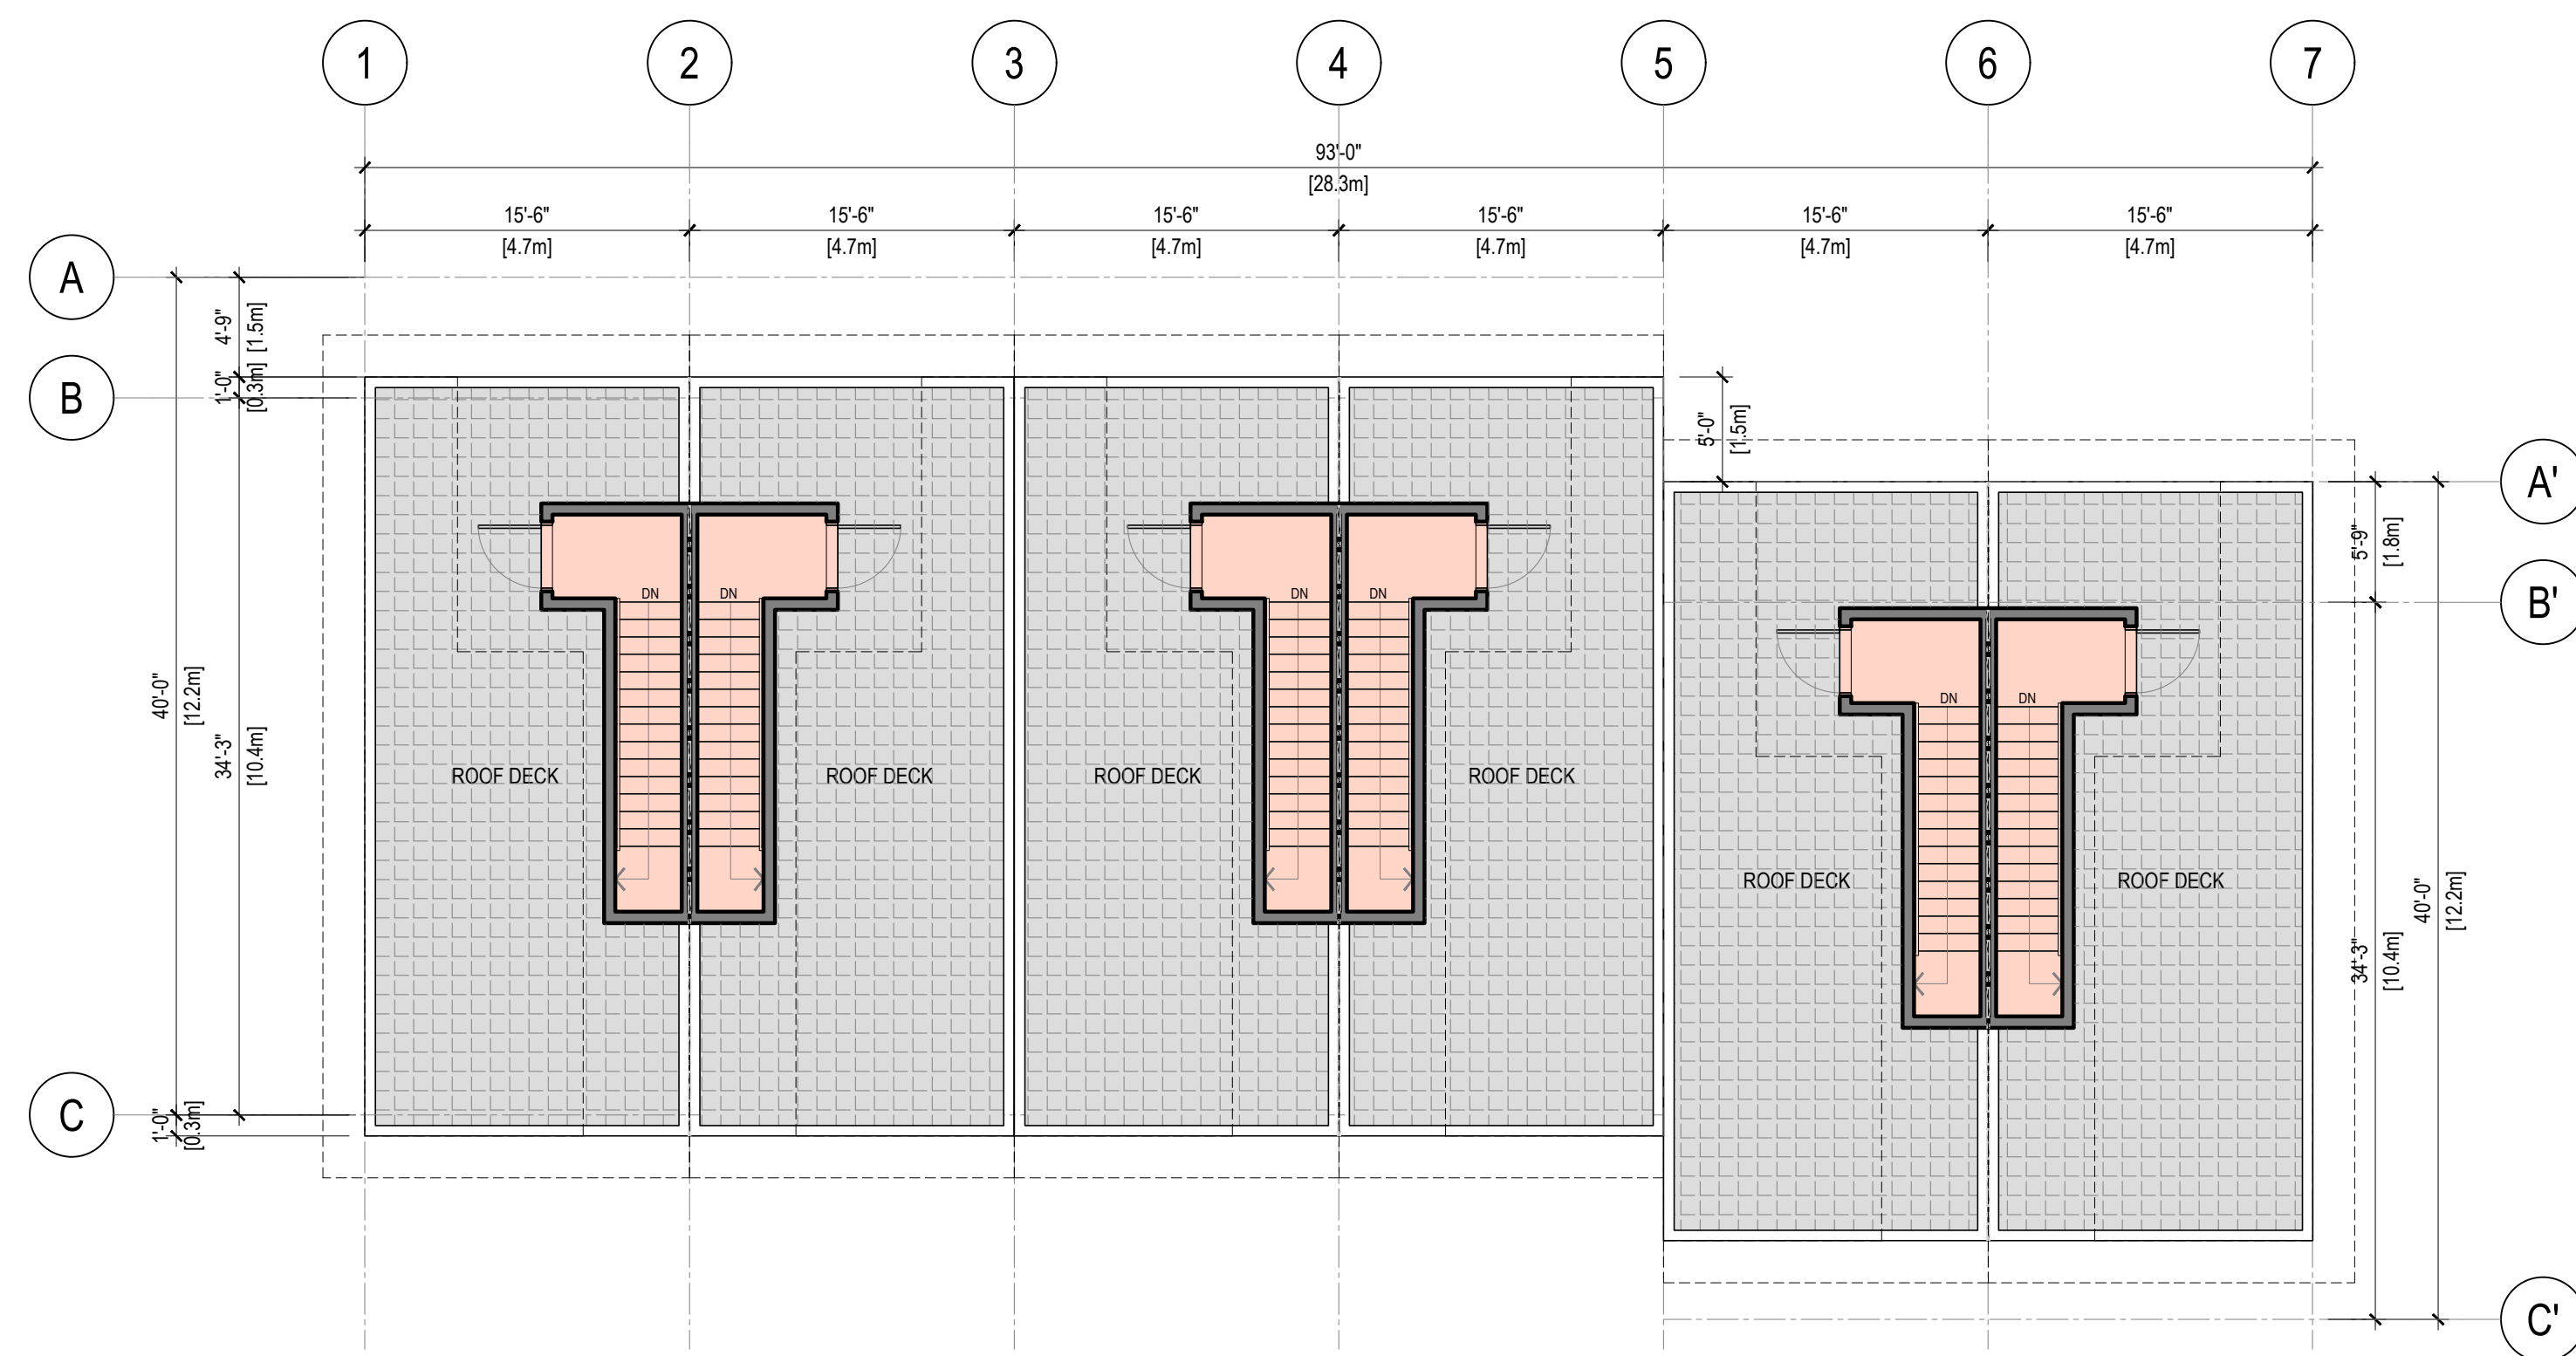 1 2 3 4 5 6 7
93'-0"
[28.3m]
15'-6" 15'-6" 15'-6" 15'-6" 15'-6" 15'-6"
[4.7m] [4.7m] [4.7m] [4.7m] [4.7m] [4.7m]
A
4'-9"
[1.5m]
B
1'-0"
[0.3m]
5'-0"
[1.5m]
A'
5'-9"
[1.8m]
B'
DN DN DN DN
DN DN
40'-0"
[12.2m]
34'-3"
[10.4m]
ROOF DECK ROOF DECK ROOF DECK ROOF DECK
ROOF DECK ROOF DECK
34'-3"
[10.4m]
40'-0"
[12.2m]
C
1'-0"
[0.3m]
C'